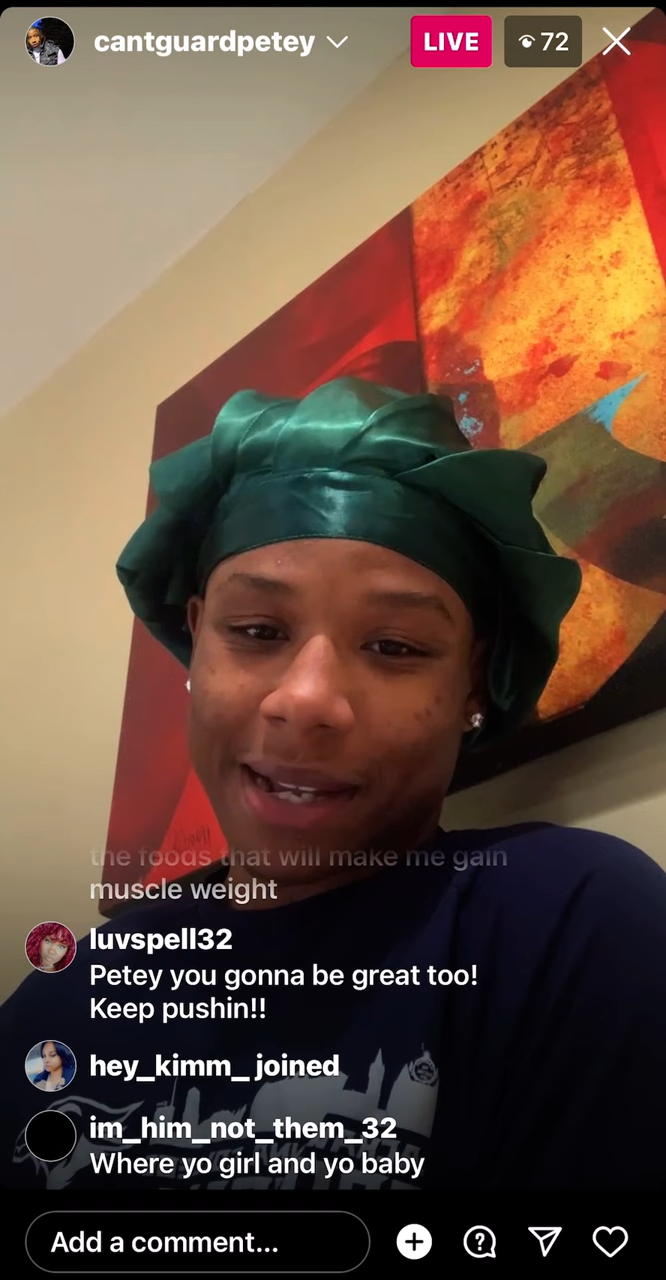 cantguardpetey
LIVE
72
the foods that will make me gain
muscle weight
luvspell32
Petey you gonna be great too!
Keep pushin!!
hey_kimm_ joined
im_him_not_them_32
Where yo girl and yo baby
Add a comment...